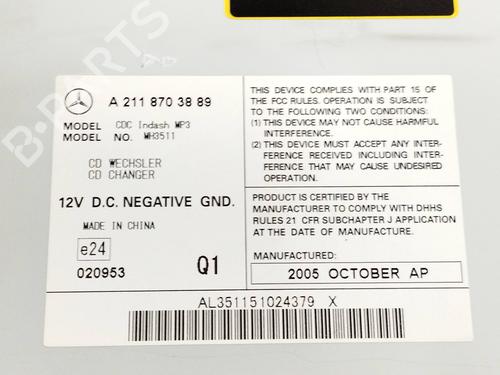 B-PARTS
A 211 870 38 89
MODEL CDC Indash MP3
MODEL NO. MH3511
CD WECHSLER
CD CHANGER
12V D.C. NEGATIVE GND.
MADE IN CHINA
e24
020953 Q1
THIS DEVICE COMPLIES WITH PART 15 OF
THE FCC RULES. OPERATION IS SUBJECT
TO THE FOLLOWING TWO CONDITIONS:
(1) THIS DEVICE MAY NOT CAUSE HARMFUL
INTERFERENCE.
(2) THIS DEVICE MUST ACCEPT ANY INTER-
FERENCE RECEIVED INCLUDING INTER-
FERENCE THAT MAY CAUSE UNDESIRED
OPERATION.
PRODUCT IS CERTIFIED BY THE
MANUFACTURER TO COMPLY WITH DHHS
RULES 21 CFR SUBCHAPTER J APPLICATION
AT THE DATE OF MANUFACTURE.
MANUFACTURED:
2005 OCTOBER AP
AL351151024379 X